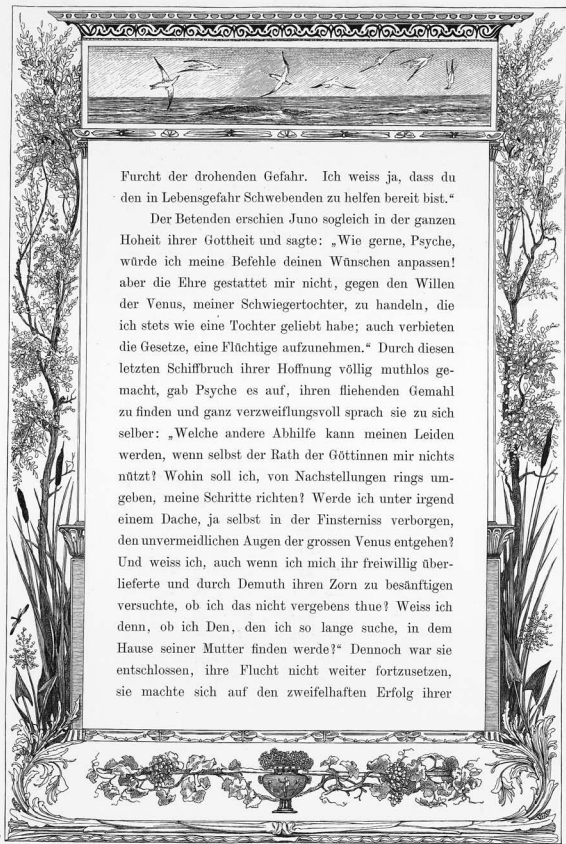 Furcht der drohenden Gefahr. Ich weiss ja, dass du
den in Lebensgefahr Schwebenden zu helfen bereit bist.“
Der Betenden erschien Juno sogleich in der ganzen
Hoheit ihrer Gottheit und sagte: „Wie gerne, Psyche,
würde ich meine Befehle deinen Wünschen anpassen!
aber die Ehre gestattet mir nicht, gegen den Willen
der Venus, meiner Schwiegertochter, zu handeln, die
ich stets wie eine Tochter geliebt habe; auch verbieten
die Gesetze, eine Flüchtige aufzunehmen.“ Durch diesen
letzten Schiffbruch ihrer Hoffnung völlig muthlos ge-
macht, gab Psyche es auf, ihren fliehenden Gemahl
zu finden und ganz verzweiflungsvoll sprach sie zu sich
selber: „Welche andere Abhilfe kann meinen Leiden
werden, wenn selbst der Rath der Göttinnen mir nichts
nützt? Wohin soll ich, von Nachstellungen rings um-
geben, meine Schritte richten? Werde ich unter irgend
einem Dache, ja selbst in der Finsterniss verborgen,
den unvermeidlichen Augen der grossen Venus entgehen?
Und weiss ich, auch wenn ich mich ihr freiwillig über-
lieferte und durch Demuth ihren Zorn zu besänftigen
versuchte, ob ich das nicht vergebens thue? Weiss ich
denn, ob ich Den, den ich so lange suche, in dem
Hause seiner Mutter finden werde?“ Dennoch war sie
entschlossen, ihre Flucht nicht weiter fortzusetzen,
sie machte sich auf den zweifelhaften Erfolg ihrer